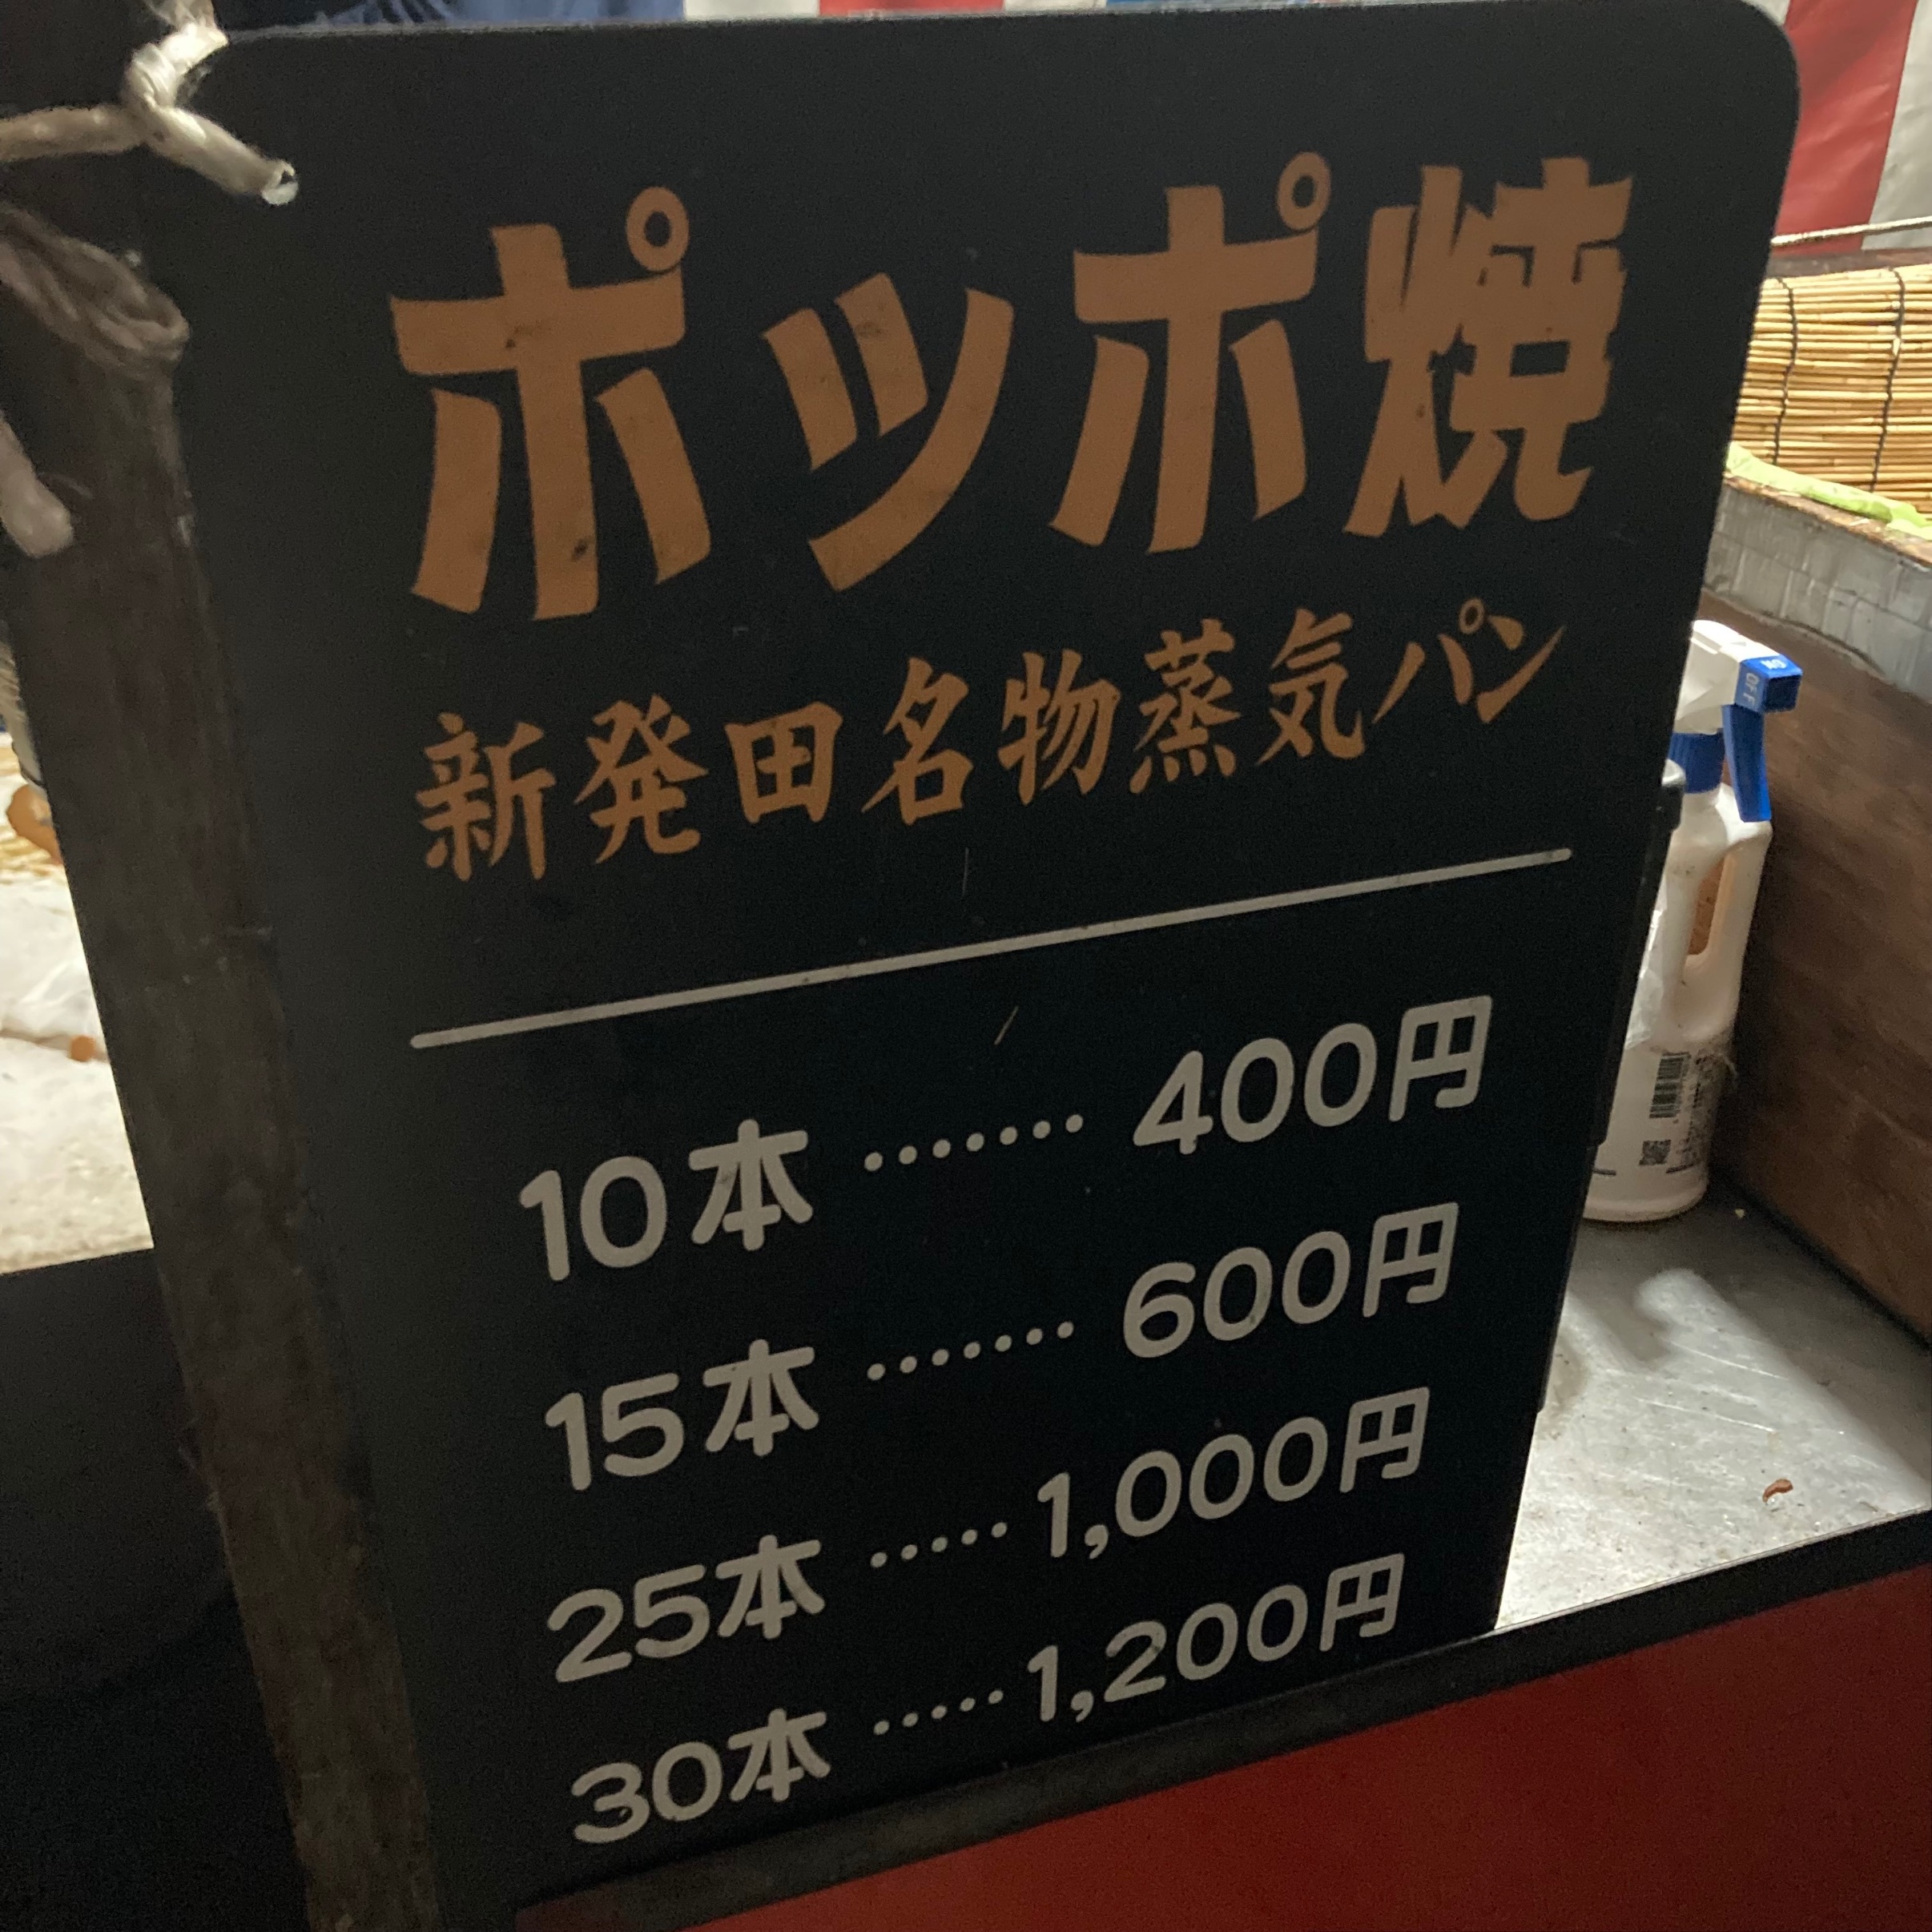 ポッポ焼
新発田名物蒸気パン
10本 ······· 400円
15本 ······· 600円
25本 ····· 1,000円
30本 ····· 1,200円
ON
OFF